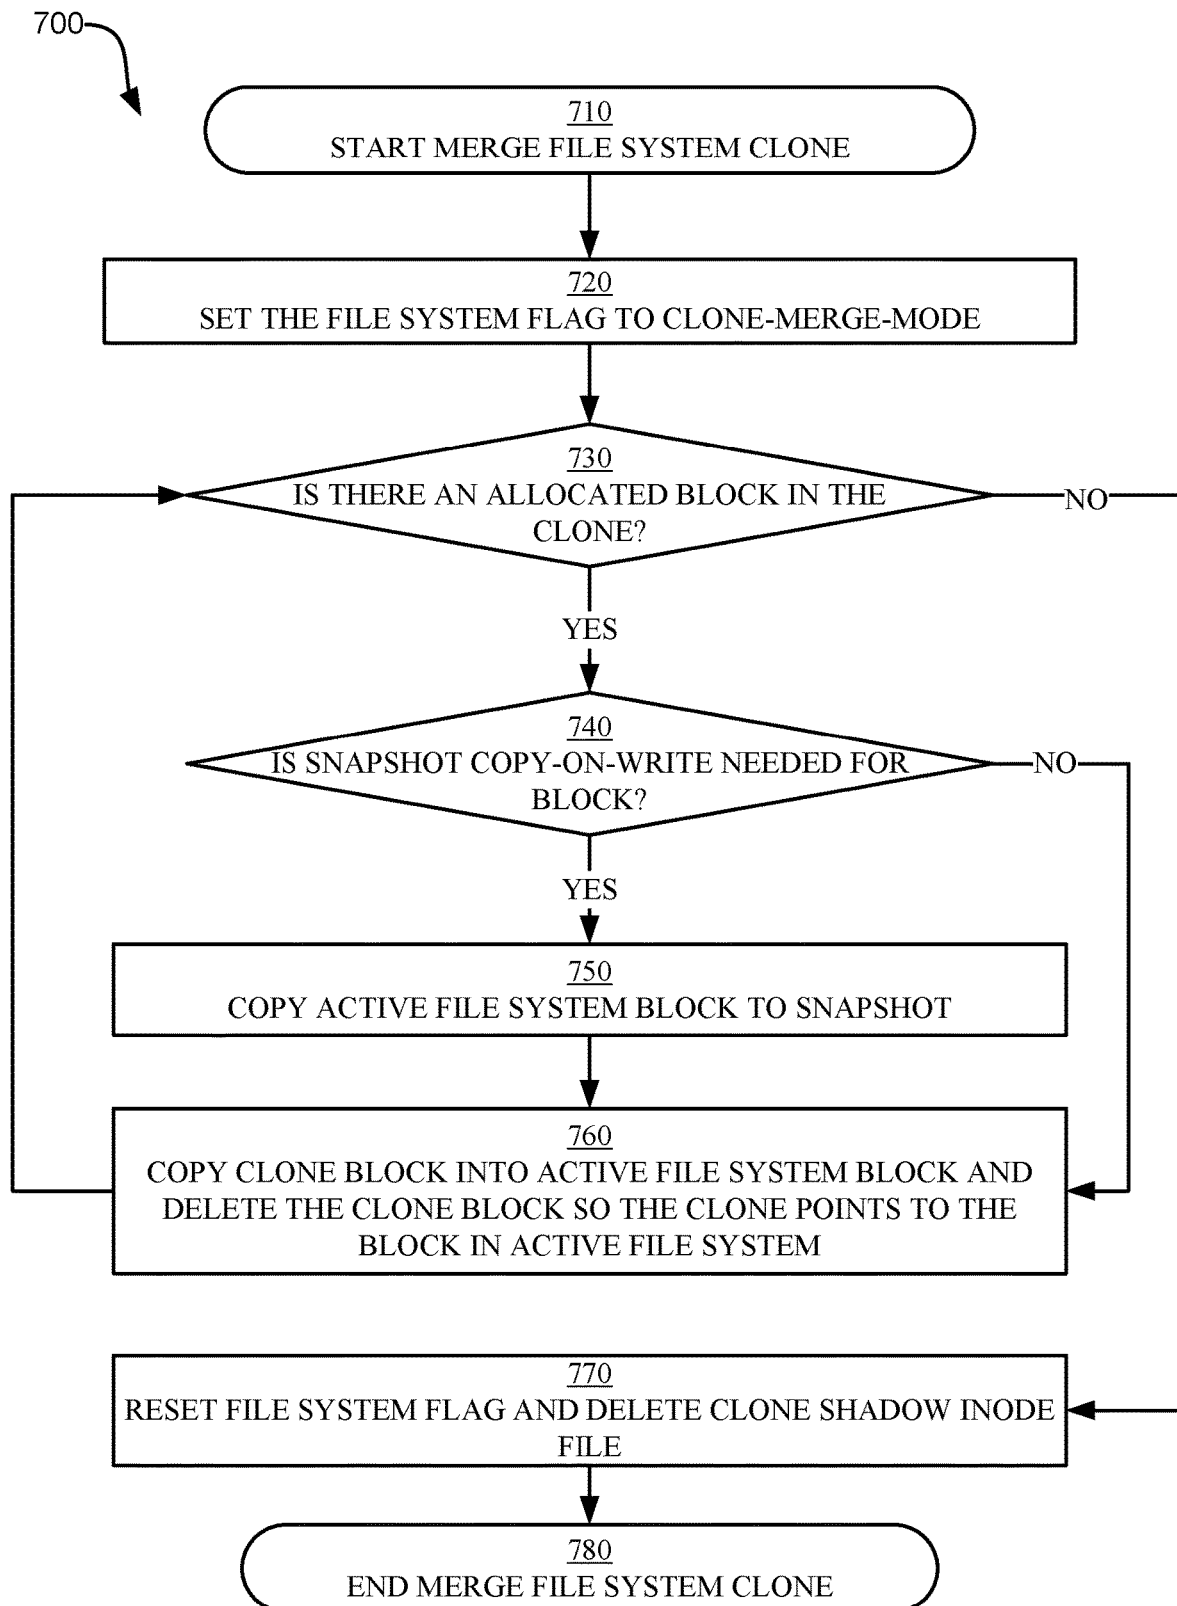 700
710
START MERGE FILE SYSTEM CLONE
720
SET THE FILE SYSTEM FLAG TO CLONE-MERGE-MODE
730
IS THERE AN ALLOCATED BLOCK IN THE
CLONE?
NO
YES
740
IS SNAPSHOT COPY-ON-WRITE NEEDED FOR
BLOCK?
NO
YES
750
COPY ACTIVE FILE SYSTEM BLOCK TO SNAPSHOT
760
COPY CLONE BLOCK INTO ACTIVE FILE SYSTEM BLOCK AND
DELETE THE CLONE BLOCK SO THE CLONE POINTS TO THE
BLOCK IN ACTIVE FILE SYSTEM
770
RESET FILE SYSTEM FLAG AND DELETE CLONE SHADOW INODE
FILE
780
END MERGE FILE SYSTEM CLONE